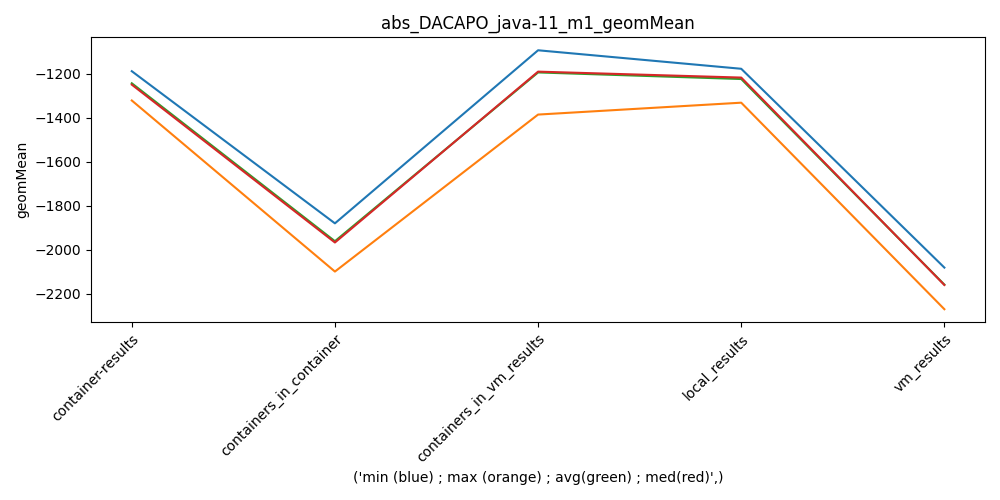 abs_DACAPO_java-11_m1_geomMean
geomMean
−1200
−1400
−1600
−1800
−2000
−2200
container-results
containers_in_container
containers_in_vm_results
local_results
vm_results
('min (blue) ; max (orange) ; avg(green) ; med(red)',)